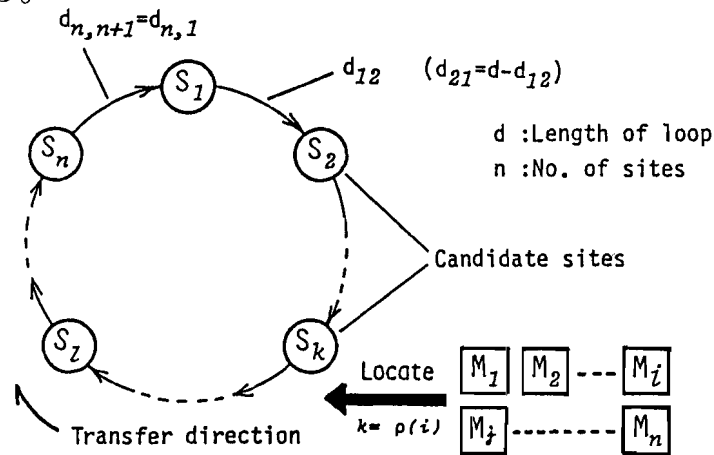 d_{n,n+1}=d_{n,1}
S_1
d_{12} (d_{21}=d-d_{12})
S_n
S_2
d :Length of loop
n :No. of sites
Candidate sites
S_l
S_k
Locate
M_1 M_2 --- M_i
k= ρ(i)
M_j -------- M_n
Transfer direction